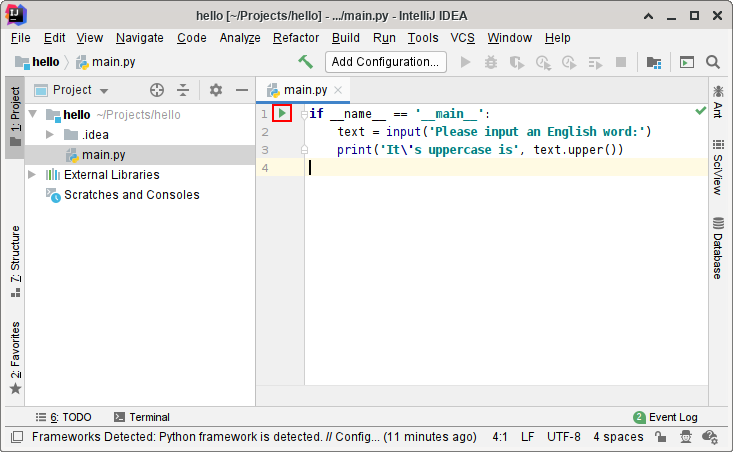 hello [~/Projects/hello] - .../main.py - IntelliJ IDEA
File Edit View Navigate Code Analyze Refactor Build Run Tools VCS Window Help
hello main.py Add Configuration...
1: Project
Project
main.py
hello ~/Projects/hello
.idea
main.py
External Libraries
Scratches and Consoles
1 if __name__ == '__main__':
2 text = input('Please input an English word:')
3 print('It\'s uppercase is', text.upper())
4
Ant
SciView
Database
7: Structure
2: Favorites
6: TODO Terminal 2 Event Log
Frameworks Detected: Python framework is detected. // Config... (11 minutes ago) 4:1 LF UTF-8 4 spaces